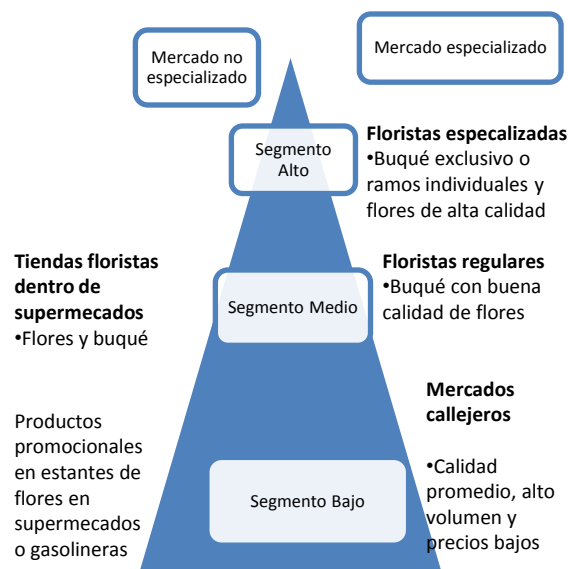 Mercado no
especializado
Mercado especializado
Segmento
Alto
Floristas especalizadas
•Buqué exclusivo o
ramos individuales y
flores de alta calidad
Tiendas floristas
dentro de
supermecados
•Flores y buqué
Segmento Medio
Floristas regulares
•Buqué con buena
calidad de flores
Productos
promocionales
en estantes de
flores en
supermecados
o gasolineras
Segmento Bajo
Mercados
callejeros
•Calidad
promedio, alto
volumen y
precios bajos